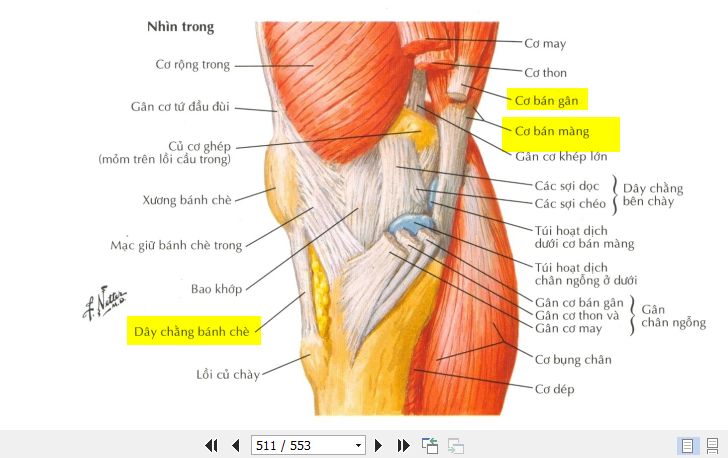 Nhìn trong
Cơ rộng trong
Gân cơ tứ đầu đùi
Củ cơ ghép
(mỏm trên lồi cầu trong)
Xương bánh chè
Mạc giữ bánh chè trong
Bao khớp
Dây chằng bánh chè
Lồi củ chày
Cơ may
Cơ thon
Cơ bán gân
Cơ bán màng
Gân cơ khép lớn
Các sợi dọc
Các sợi chéo
Dây chằng
bên chày
Túi hoạt dịch
dưới cơ bán màng
Túi hoạt dịch
chân ngỗng ở dưới
Gân cơ bán gân
Gân cơ thon và
Gân cơ may
Gân
chân ngỗng
Cơ bụng chân
Cơ dép
F. Netter
M.D.
511 / 553